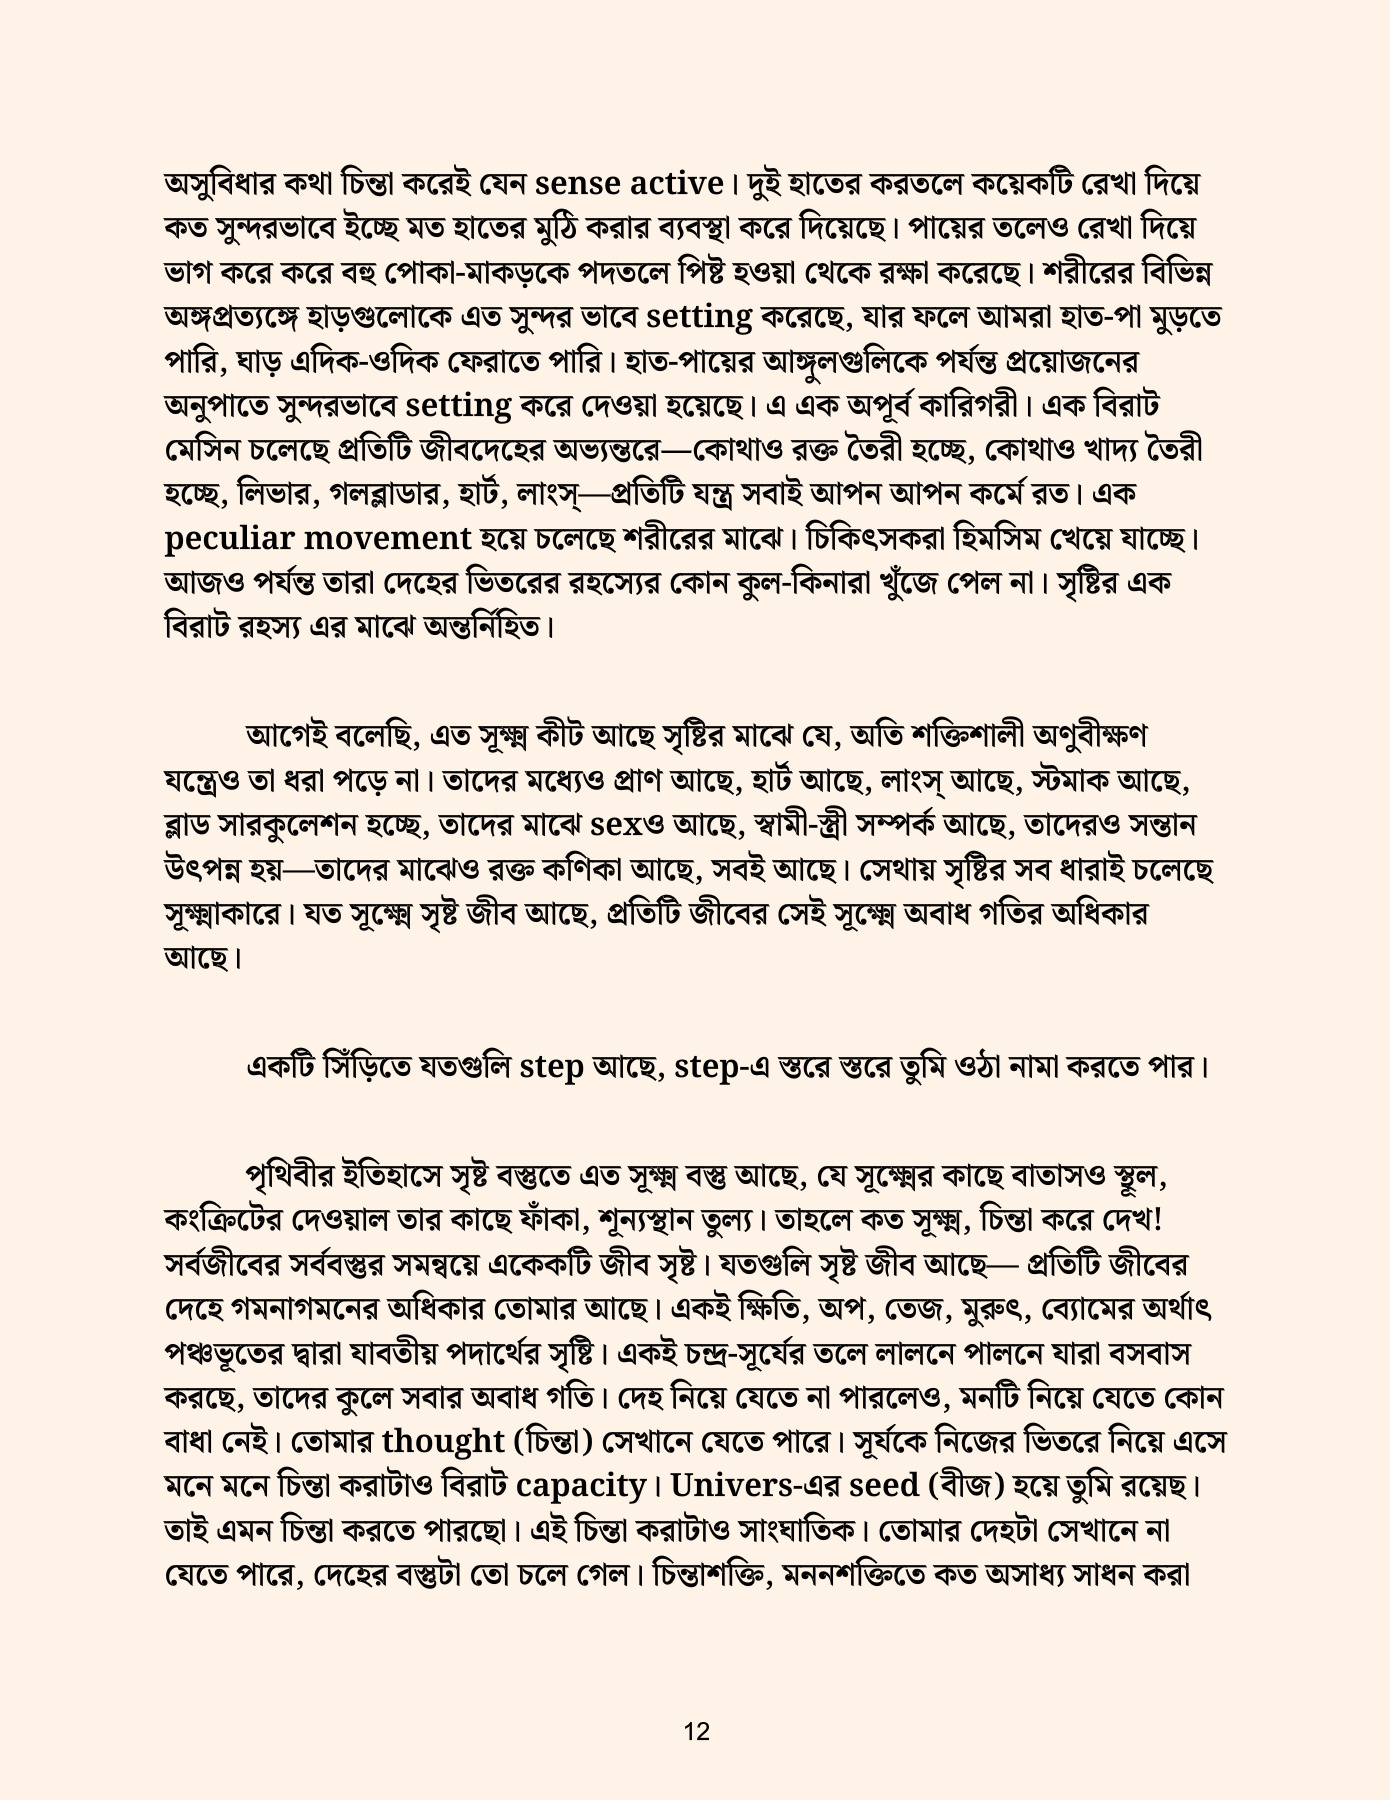 অসুবিধার কথা চিন্তা করেই যেন sense active। দুই হাতের করতলে কয়েকটি রেখা দিয়ে
কত সুন্দরভাবে ইচ্ছে মত হাতের মুঠি করার ব্যবস্থা করে দিয়েছে। পায়ের তলেও রেখা দিয়ে
ভাগ করে করে বহু পোকা-মাকড়কে পদতলে পিষ্ট হওয়া থেকে রক্ষা করেছে। শরীরের বিভিন্ন
অঙ্গপ্রত্যঙ্গে হাড়গুলোকে এত সুন্দর ভাবে setting করেছে, যার ফলে আমরা হাত-পা মুড়তে
পারি, ঘাড় এদিক-ওদিক ফেরাতে পারি। হাত-পায়ের আঙ্গুলগুলিকে পর্যন্ত প্রয়োজনের
অনুপাতে সুন্দরভাবে setting করে দেওয়া হয়েছে। এ এক অপূর্ব কারিগরী। এক বিরাট
মেসিন চলেছে প্রতিটি জীবদেহের অভ্যন্তরে—কোথাও রক্ত তৈরী হচ্ছে, কোথাও খাদ্য তৈরী
হচ্ছে, লিভার, গলব্লাডার, হার্ট, লাংস্—প্রতিটি যন্ত্র সবাই আপন আপন কর্মে রত। এক
peculiar movement হয়ে চলেছে শরীরের মাঝে। চিকিৎসকরা হিমসিম খেয়ে যাচ্ছে।
আজও পর্যন্ত তারা দেহের ভিতরের রহস্যের কোন কুল-কিনারা খুঁজে পেল না। সৃষ্টির এক
বিরাট রহস্য এর মাঝে অন্তর্নিহিত।
আগেই বলেছি, এত সূক্ষ্ম কীট আছে সৃষ্টির মাঝে যে, অতি শক্তিশালী অণুবীক্ষণ
যন্ত্রেও তা ধরা পড়ে না। তাদের মধ্যেও প্রাণ আছে, হার্ট আছে, লাংস্ আছে, স্টমাক আছে,
ব্লাড সারকুলেশন হচ্ছে, তাদের মাঝে sexও আছে, স্বামী-স্ত্রী সম্পর্ক আছে, তাদেরও সন্তান
উৎপন্ন হয়—তাদের মাঝেও রক্ত কণিকা আছে, সবই আছে। সেথায় সৃষ্টির সব ধারাই চলেছে
সূক্ষ্মাকারে। যত সূক্ষ্মে সৃষ্ট জীব আছে, প্রতিটি জীবের সেই সূক্ষ্মে অবাধ গতির অধিকার
আছে।
একটি সিঁড়িতে যতগুলি step আছে, step-এ স্তরে স্তরে তুমি ওঠা নামা করতে পার।
পৃথিবীর ইতিহাসে সৃষ্ট বস্তুতে এত সূক্ষ্ম বস্তু আছে, যে সূক্ষ্মের কাছে বাতাসও স্থূল,
কংক্রিটের দেওয়াল তার কাছে ফাঁকা, শূন্যস্থান তুল্য। তাহলে কত সূক্ষ্ম, চিন্তা করে দেখ!
সর্বজীবের সর্ববস্তুর সমন্বয়ে একেকটি জীব সৃষ্ট। যতগুলি সৃষ্ট জীব আছে— প্রতিটি জীবের
দেহে গমনাগমনের অধিকার তোমার আছে। একই ক্ষিতি, অপ, তেজ, মুরুৎ, ব্যোমের অর্থাৎ
পঞ্চভূতের দ্বারা যাবতীয় পদার্থের সৃষ্টি। একই চন্দ্র-সূর্যের তলে লালনে পালনে যারা বসবাস
করছে, তাদের কুলে সবার অবাধ গতি। দেহ নিয়ে যেতে না পারলেও, মনটি নিয়ে যেতে কোন
বাধা নেই। তোমার thought (চিন্তা) সেখানে যেতে পারে। সূর্যকে নিজের ভিতরে নিয়ে এসে
মনে মনে চিন্তা করাটাও বিরাট capacity। Univers-এর seed (বীজ) হয়ে তুমি রয়েছ।
তাই এমন চিন্তা করতে পারছো। এই চিন্তা করাটাও সাংঘাতিক। তোমার দেহটা সেখানে না
যেতে পারে, দেহের বস্তুটা তো চলে গেল। চিন্তাশক্তি, মননশক্তিতে কত অসাধ্য সাধন করা
12